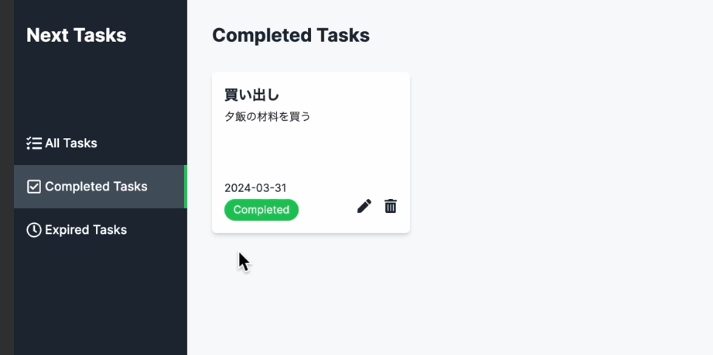 Next Tasks
All Tasks
Completed Tasks
Expired Tasks
Completed Tasks
買い出し
夕飯の材料を買う
2024-03-31
Completed